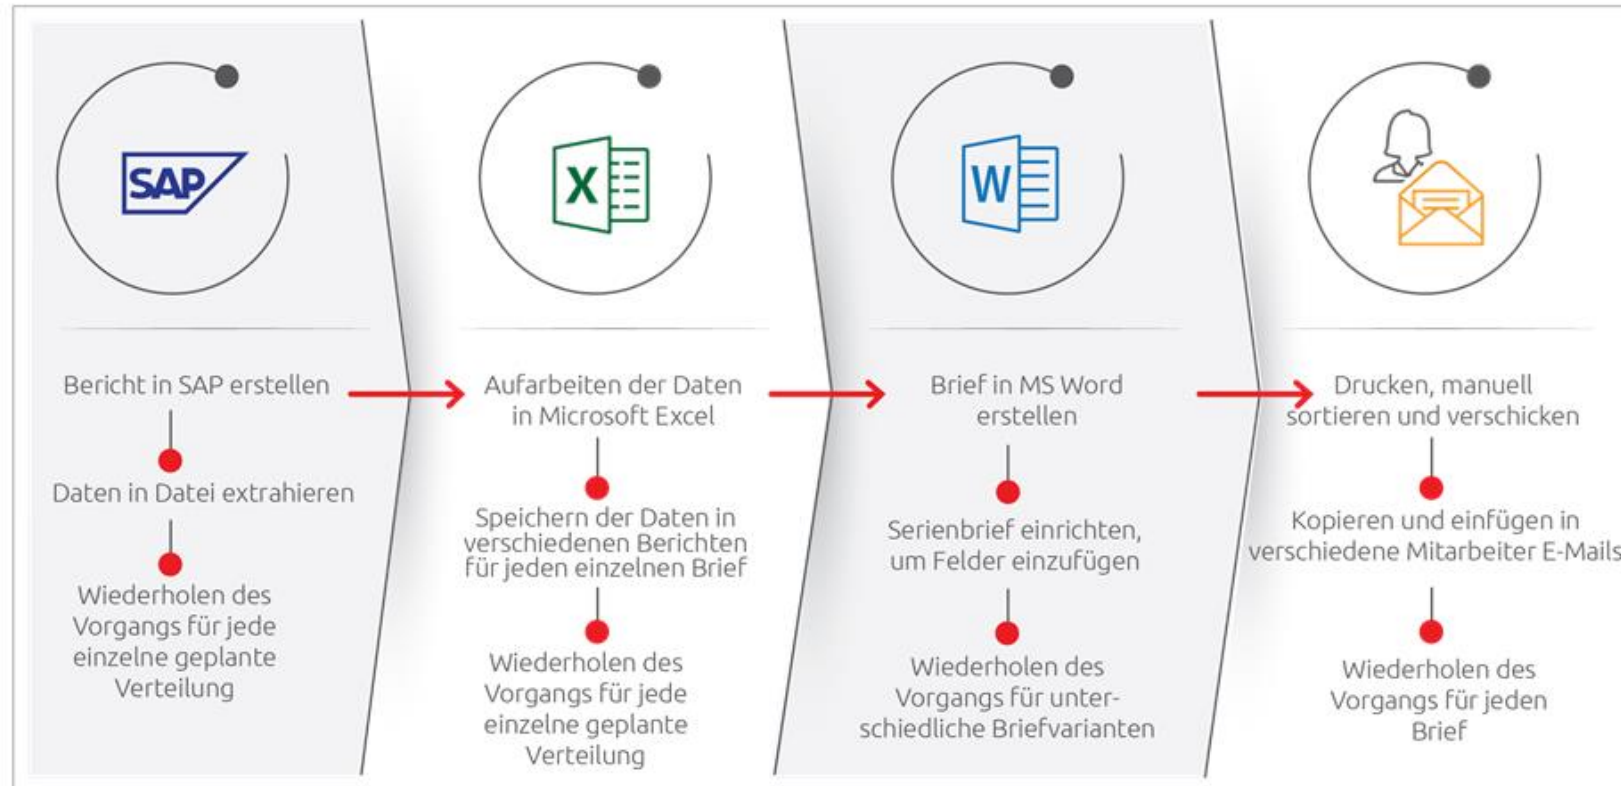 SAP
Bericht in SAP erstellen
Daten in Datei extrahieren
Wiederholen des
Vorgangs für jede
einzelne geplante
Verteilung
X
Aufarbeiten der Daten
in Microsoft Excel
Speichern der Daten in
verschiedenen Berichten
für jeden einzelnen Brief
Wiederholen des
Vorgangs für jede
einzelne geplante
Verteilung
W
Brief in MS Word
erstellen
Serienbrief einrichten,
um Felder einzufügen
Wiederholen des
Vorgangs für unter-
schiedliche Briefvarianten
Drucken, manuell
sortieren und verschicken
Kopieren und einfügen in
verschiedene Mitarbeiter E-Mails
Wiederholen des
Vorgangs für jeden
Brief